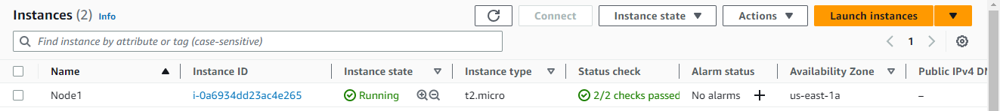 Instances (2) Info Connect Instance state Actions Launch instances
Find instance by attribute or tag (case-sensitive) 1
Name Instance ID Instance state Instance type Status check Alarm status Availability Zone Public IPv4 DN
Node1 i-0a6934dd23ac4e265 Running t2.micro 2/2 checks passed No alarms + us-east-1a –